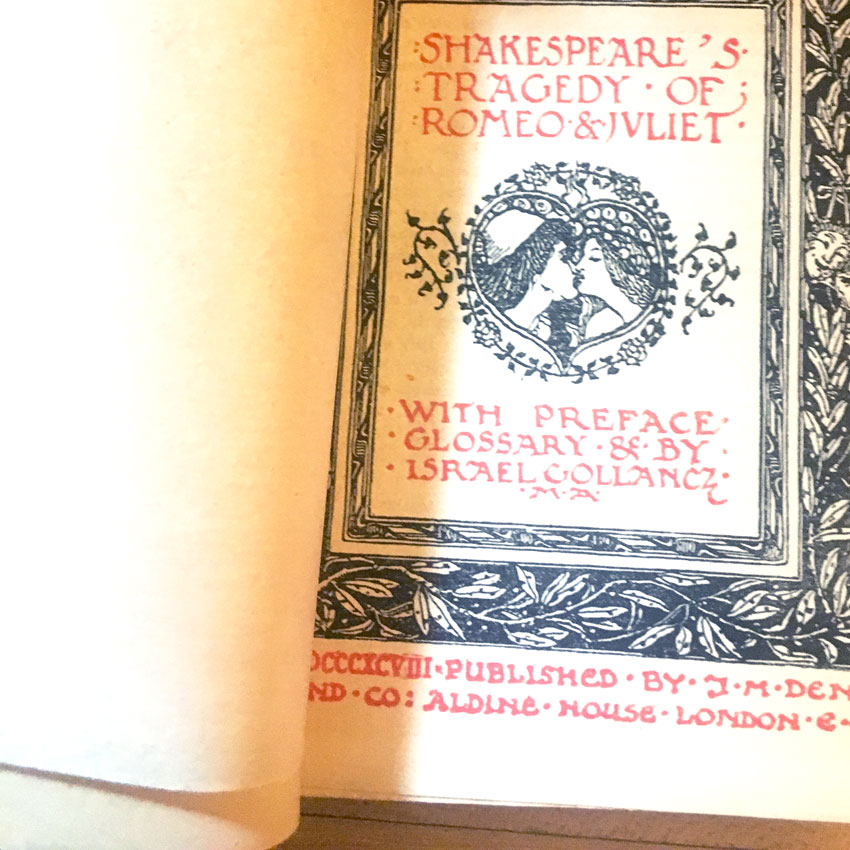 :SHAKESPEARE'S·
:TRAGEDY · OF;
·ROMEO·&·JVLIET·
·WITH PREFACE·
·GLOSSARY·&·BY·
·ISRAEL GOLLANCZ·
·M·A·
DCCCXCVIII·PUBLISHED·BY·J·M·DEN
ND·CO: ALDINE·HOUSE·LONDON·E·